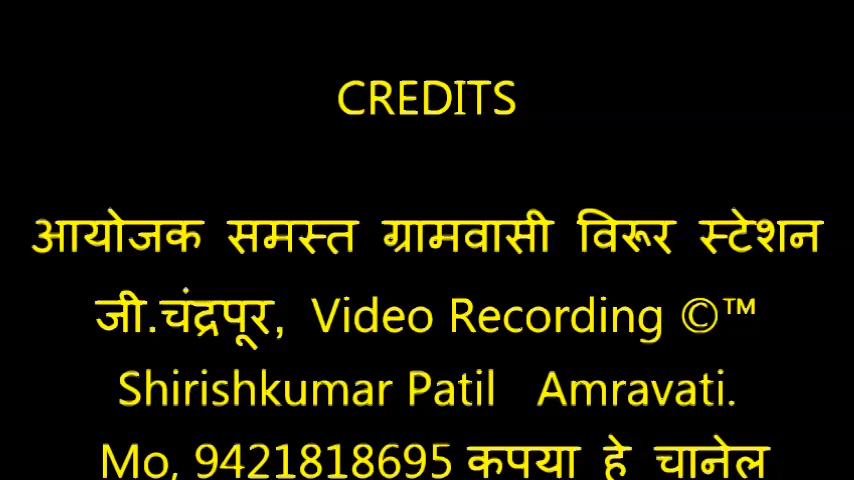 CREDITS
आयोजक समस्त ग्रामवासी विरूर स्टेशन
जी.चंद्रपूर, Video Recording ©™
Shirishkumar Patil Amravati.
Mo, 9421818695 कपया हे चानेल